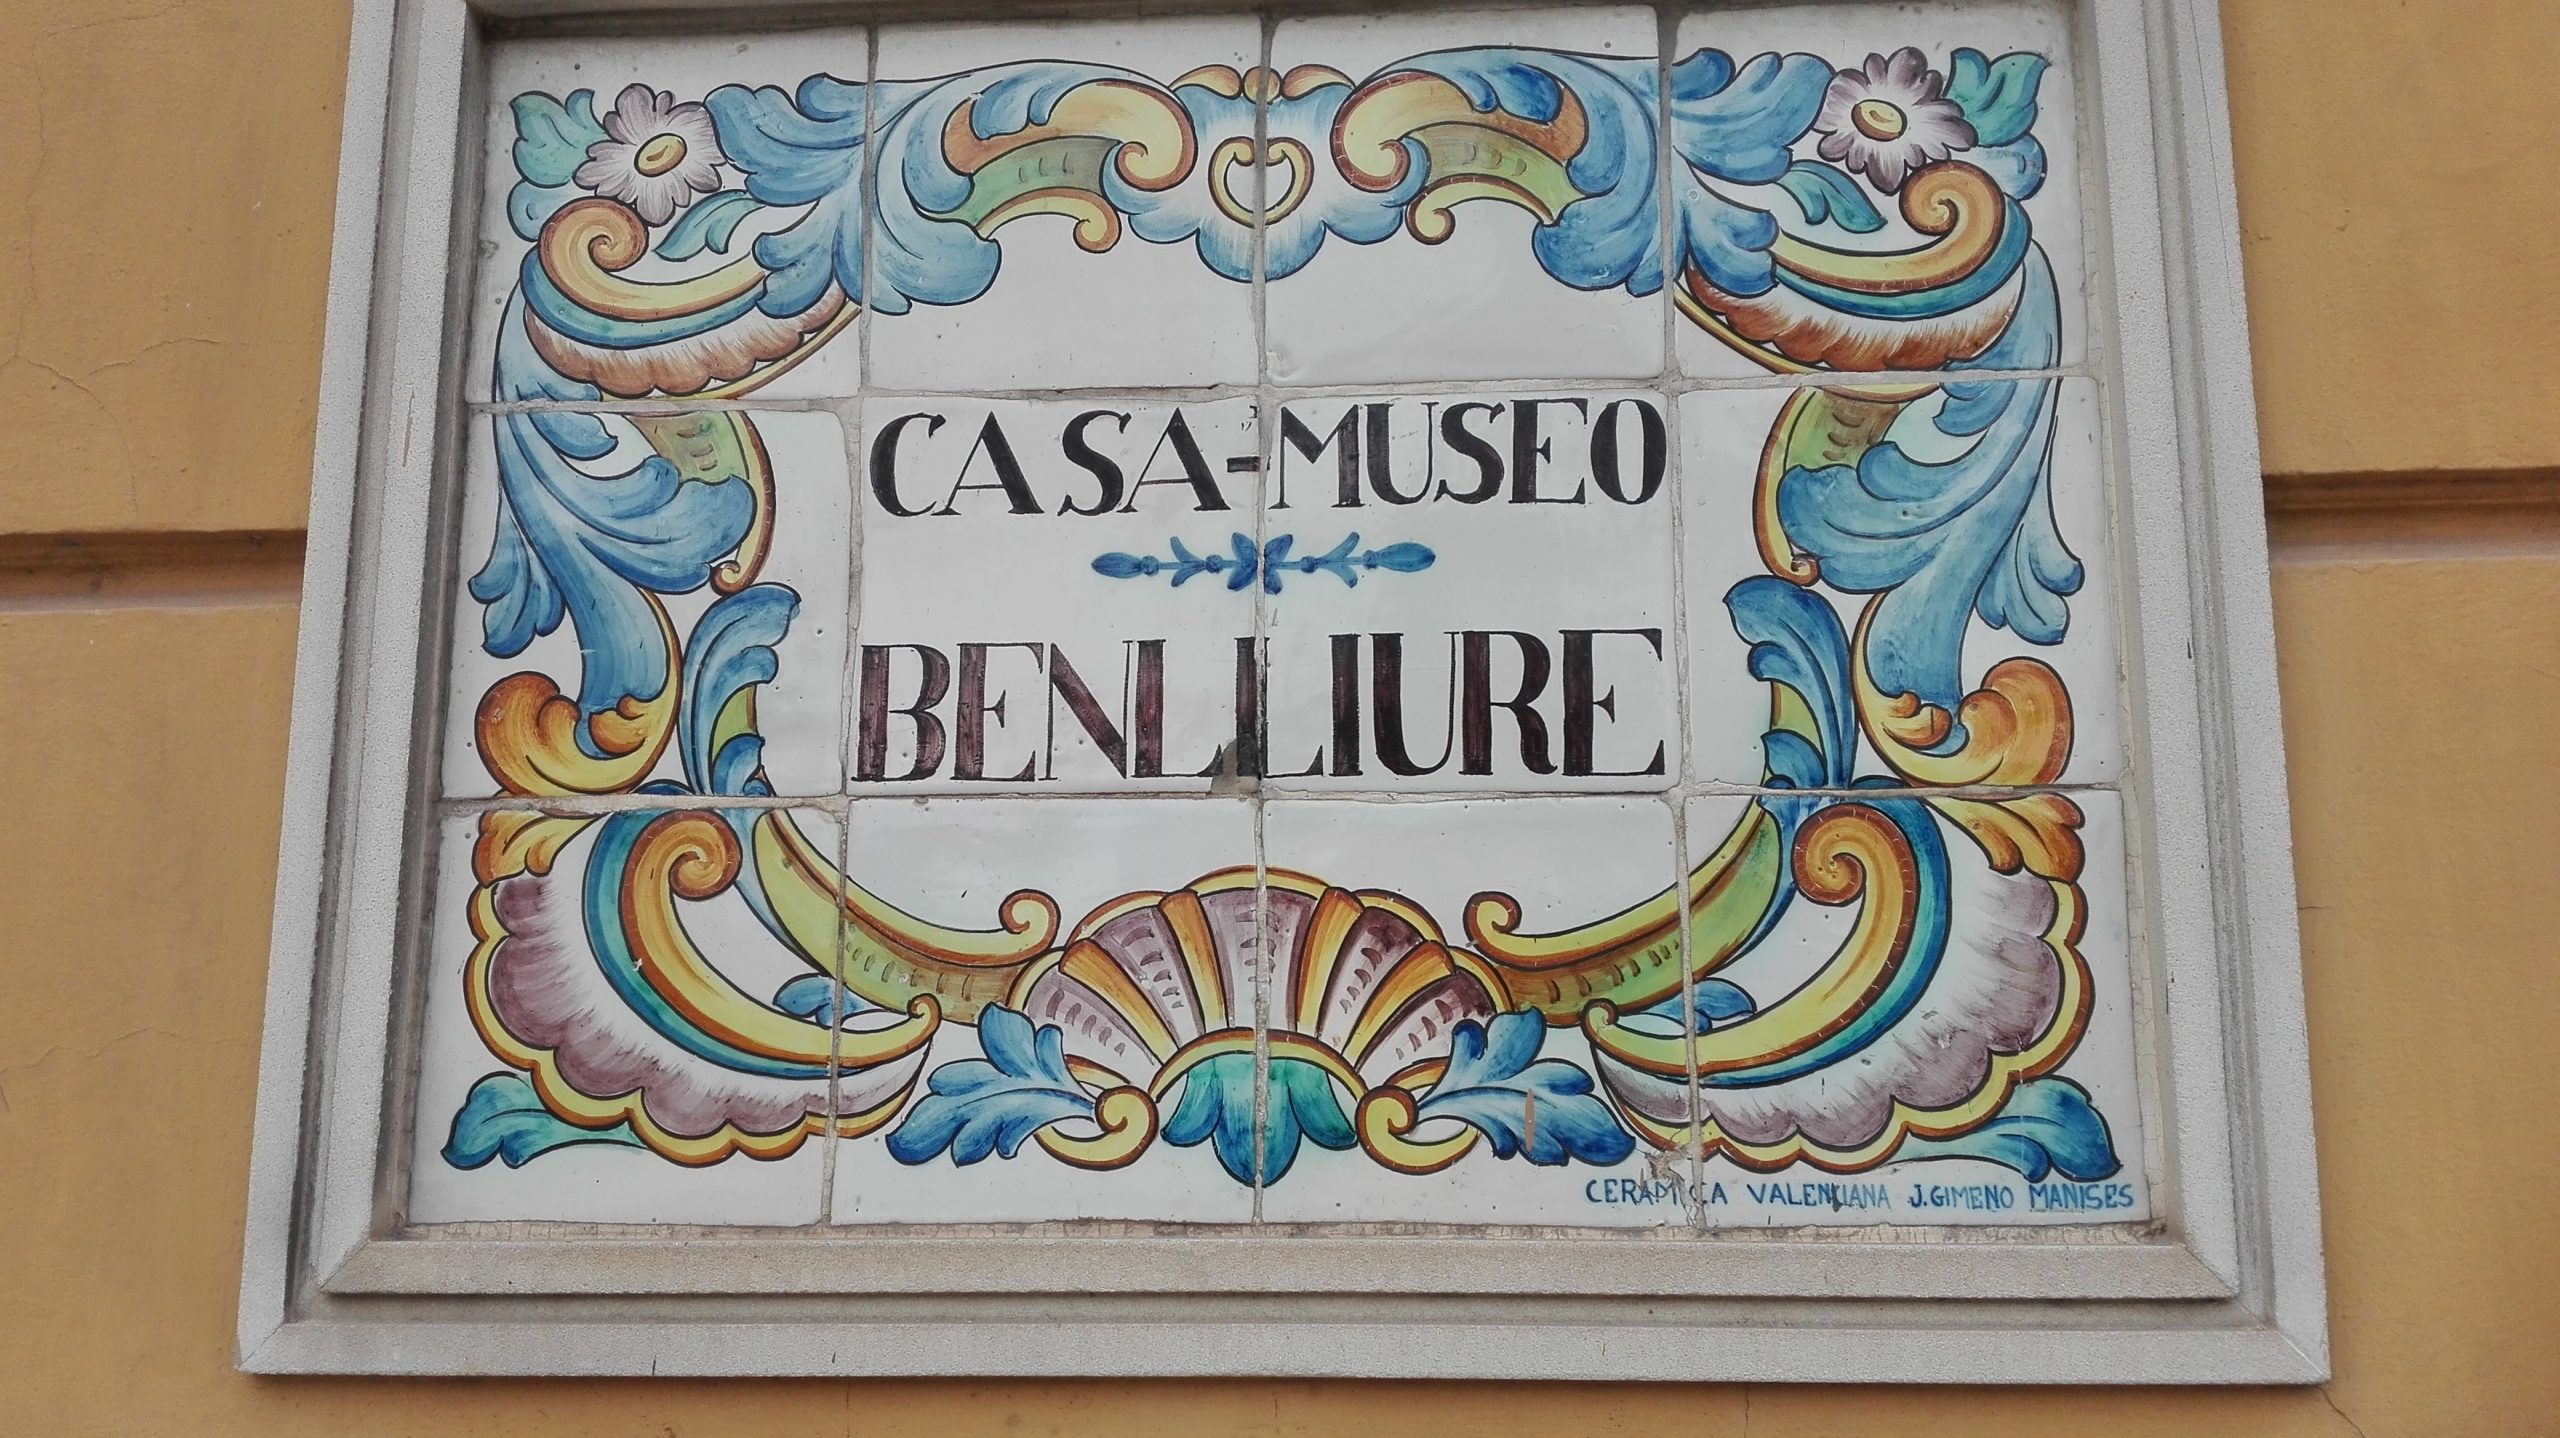 CASA-MUSEO
BENLLIURE
CERAMICA VALENCIANA J.GIMENO MANISES